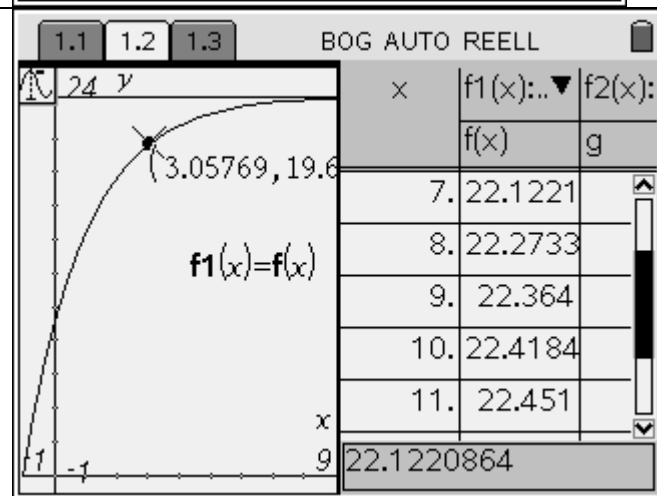 1.1 1.2 1.3 BOG AUTO REELL
24 y
(3.05769, 19.6
f1(x)=f(x)
x
-1 -1 9
x f1(x):..▼ f2(x):
f(x) g
7. 22.1221
8. 22.2733
9. 22.364
10. 22.4184
11. 22.451
22.1220864